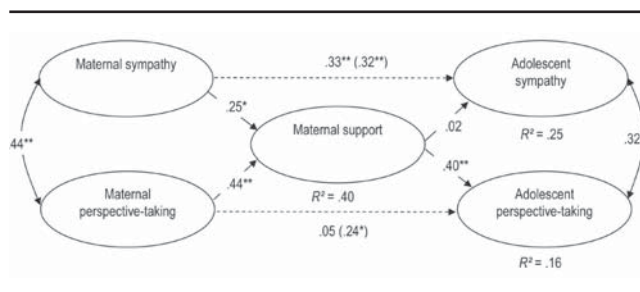 Maternal sympathy
.33** (.32**)
Adolescent
sympathy
.25*
44**
Maternal support
.02
R² = .25
.32
.44**
.40**
Maternal
perspective-taking
R² = .40
Adolescent
perspective-taking
.05 (.24*)
R² = .16